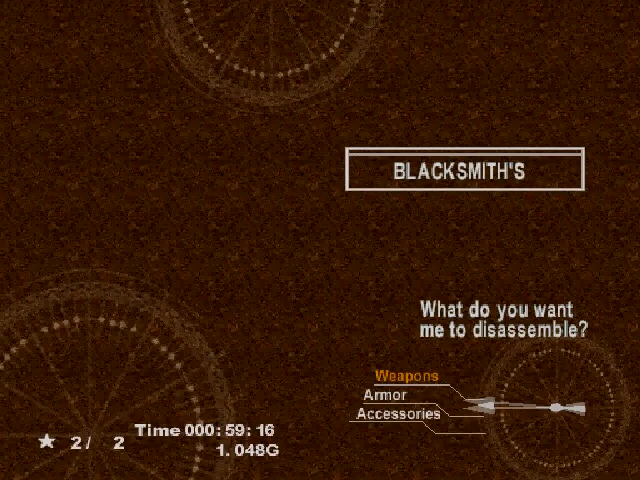 BLACKSMITH'S
What do you want
me to disassemble?
Weapons
Armor
Accessories
Time 000: 59: 16
2/ 2
1. 048G